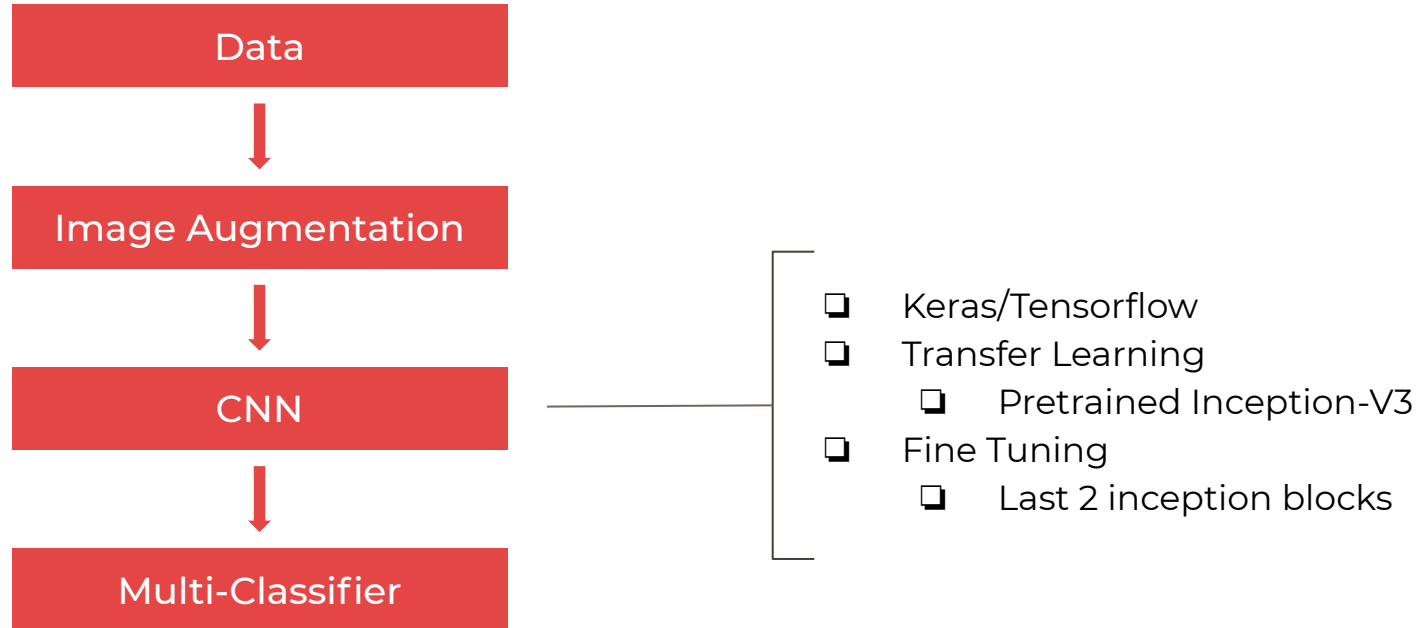 Data
Image Augmentation
CNN
Multi-Classifier
Keras/Tensorflow
Transfer Learning
Pretrained Inception-V3
Fine Tuning
Last 2 inception blocks